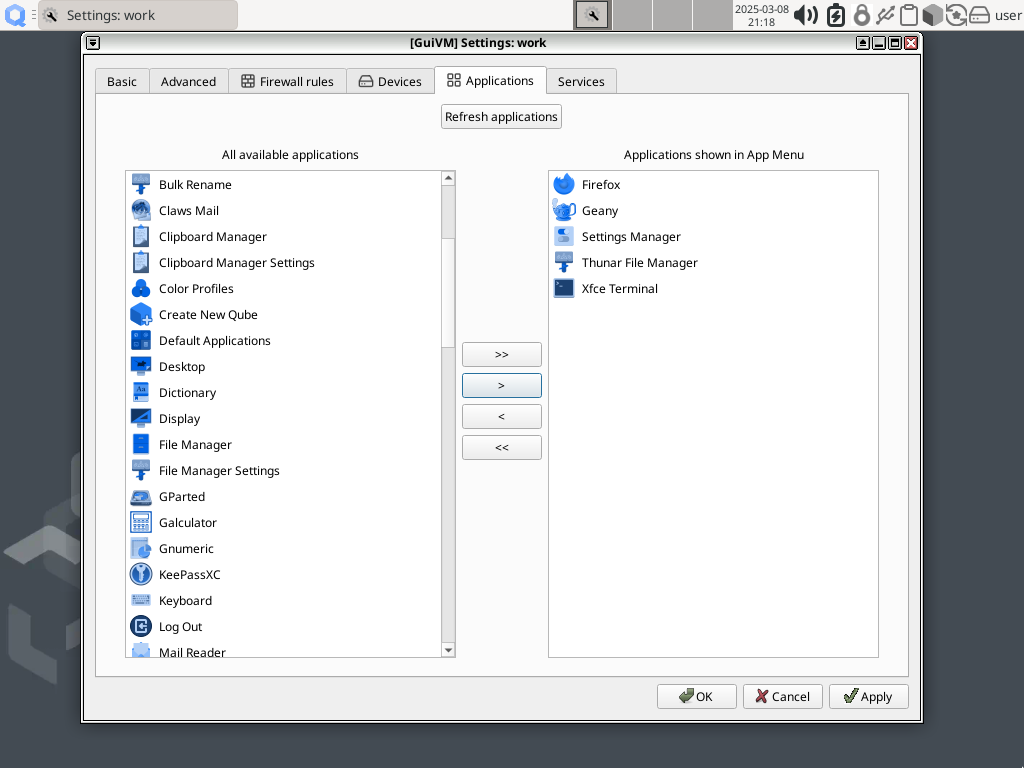 Settings: work
2025-03-08
21:18
user
[GuiVM] Settings: work
Basic
Advanced
Firewall rules
Devices
Applications
Services
Refresh applications
All available applications
Applications shown in App Menu
Bulk Rename
Claws Mail
Clipboard Manager
Clipboard Manager Settings
Color Profiles
Create New Qube
Default Applications
Desktop
Dictionary
Display
File Manager
File Manager Settings
GParted
Galculator
Gnumeric
KeePassXC
Keyboard
Log Out
Mail Reader
>>
>
<
<<
Firefox
Geany
Settings Manager
Thunar File Manager
Xfce Terminal
OK
Cancel
Apply